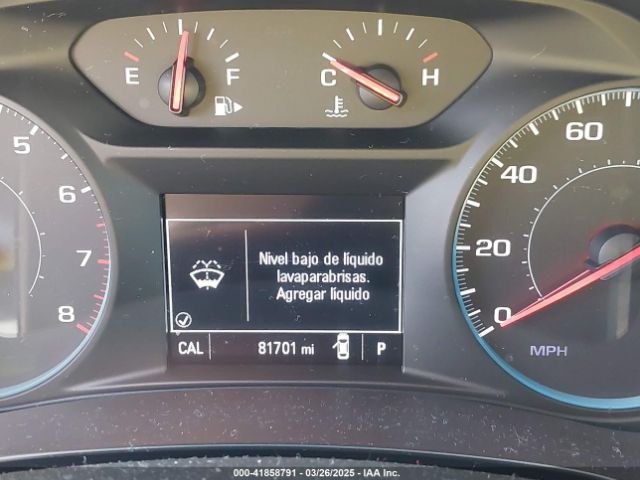 E F
C H
5
6
7
8
60
40
20
0
MPH
Nivel bajo de líquido
lavaparabrisas.
Agregar líquido
CAL 81701 mi P
000-41858791 — 03/26/2025 — IAA Inc.